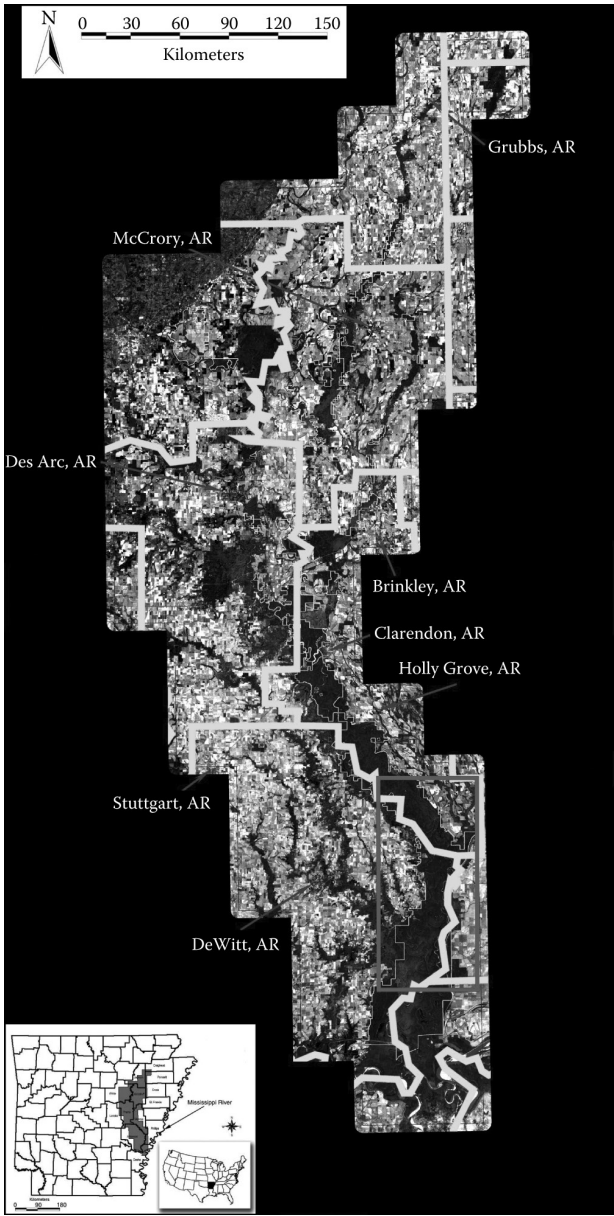 N
0 30 60 90 120 150
Kilometers
Grubbs, AR
McCrory, AR
Des Arc, AR
Brinkley, AR
Clarendon, AR
Holly Grove, AR
Stuttgart, AR
DeWitt, AR
Mississippi River
Kilometers
0 90 180